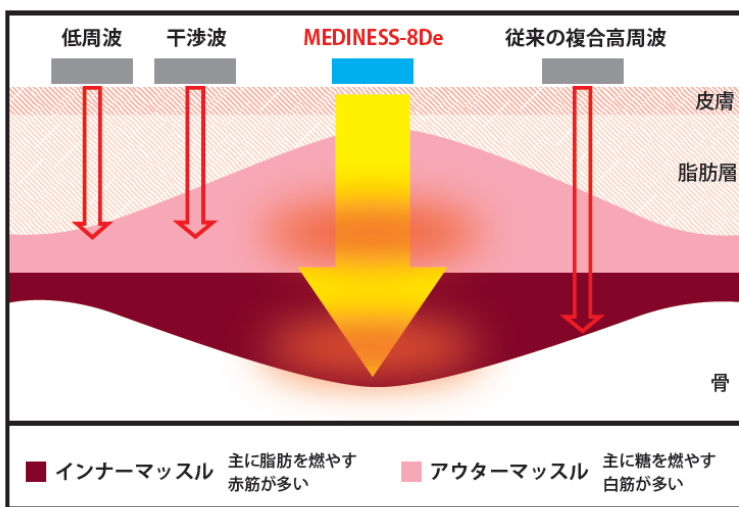 低周波
干渉波
MEDINESS-8De
従来の複合高周波
皮膚
脂肪層
骨
インナーマッスル
主に脂肪を燃やす
赤筋が多い
アウターマッスル
主に糖を燃やす
白筋が多い